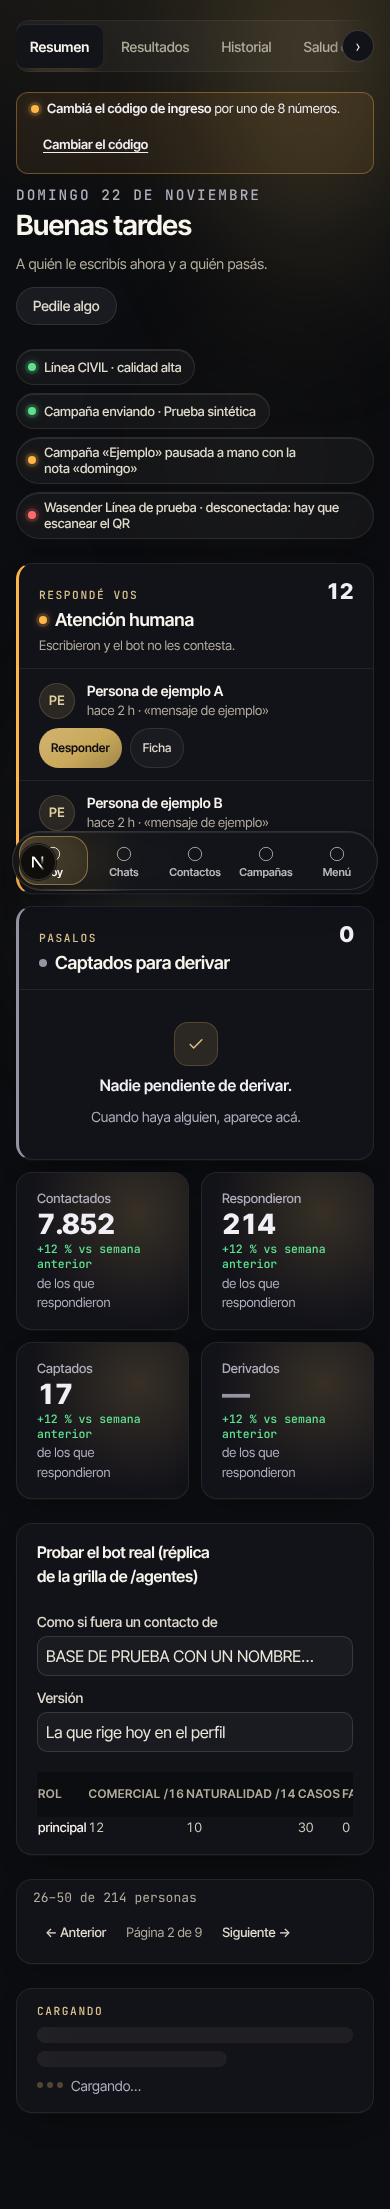 Resumen Resultados Historial Salud ›
Cambiá el código de ingreso por uno de 8 números.
Cambiar el código
DOMINGO 22 DE NOVIEMBRE
Buenas tardes
A quién le escribís ahora y a quién pasás.
Pedile algo
Línea CIVIL · calidad alta
Campaña enviando · Prueba sintética
Campaña «Ejemplo» pausada a mano con la
nota «domingo»
Wasender Línea de prueba · desconectada: hay que
escanear el QR
RESPONDÉ VOS 12
Atención humana
Escribieron y el bot no les contesta.
PE Persona de ejemplo A
hace 2 h · «mensaje de ejemplo»
Responder Ficha
PE Persona de ejemplo B
hace 2 h · «mensaje de ejemplo»
N oy Chats Contactos Campañas Menú
PASALOS 0
Captados para derivar
Nadie pendiente de derivar.
Cuando haya alguien, aparece acá.
Contactados
7.852
+12 % vs semana
anterior
de los que
respondieron
Respondieron
214
+12 % vs semana
anterior
de los que
respondieron
Captados
17
+12 % vs semana
anterior
de los que
respondieron
Derivados
—
+12 % vs semana
anterior
de los que
respondieron
Probar el bot real (réplica
de la grilla de /agentes)
Como si fuera un contacto de
BASE DE PRUEBA CON UN NOMBRE...
Versión
La que rige hoy en el perfil
ROL COMERCIAL /16 NATURALIDAD /14 CASOS FA
principal 12 10 30 0
26–50 de 214 personas
← Anterior Página 2 de 9 Siguiente →
CARGANDO
Cargando...